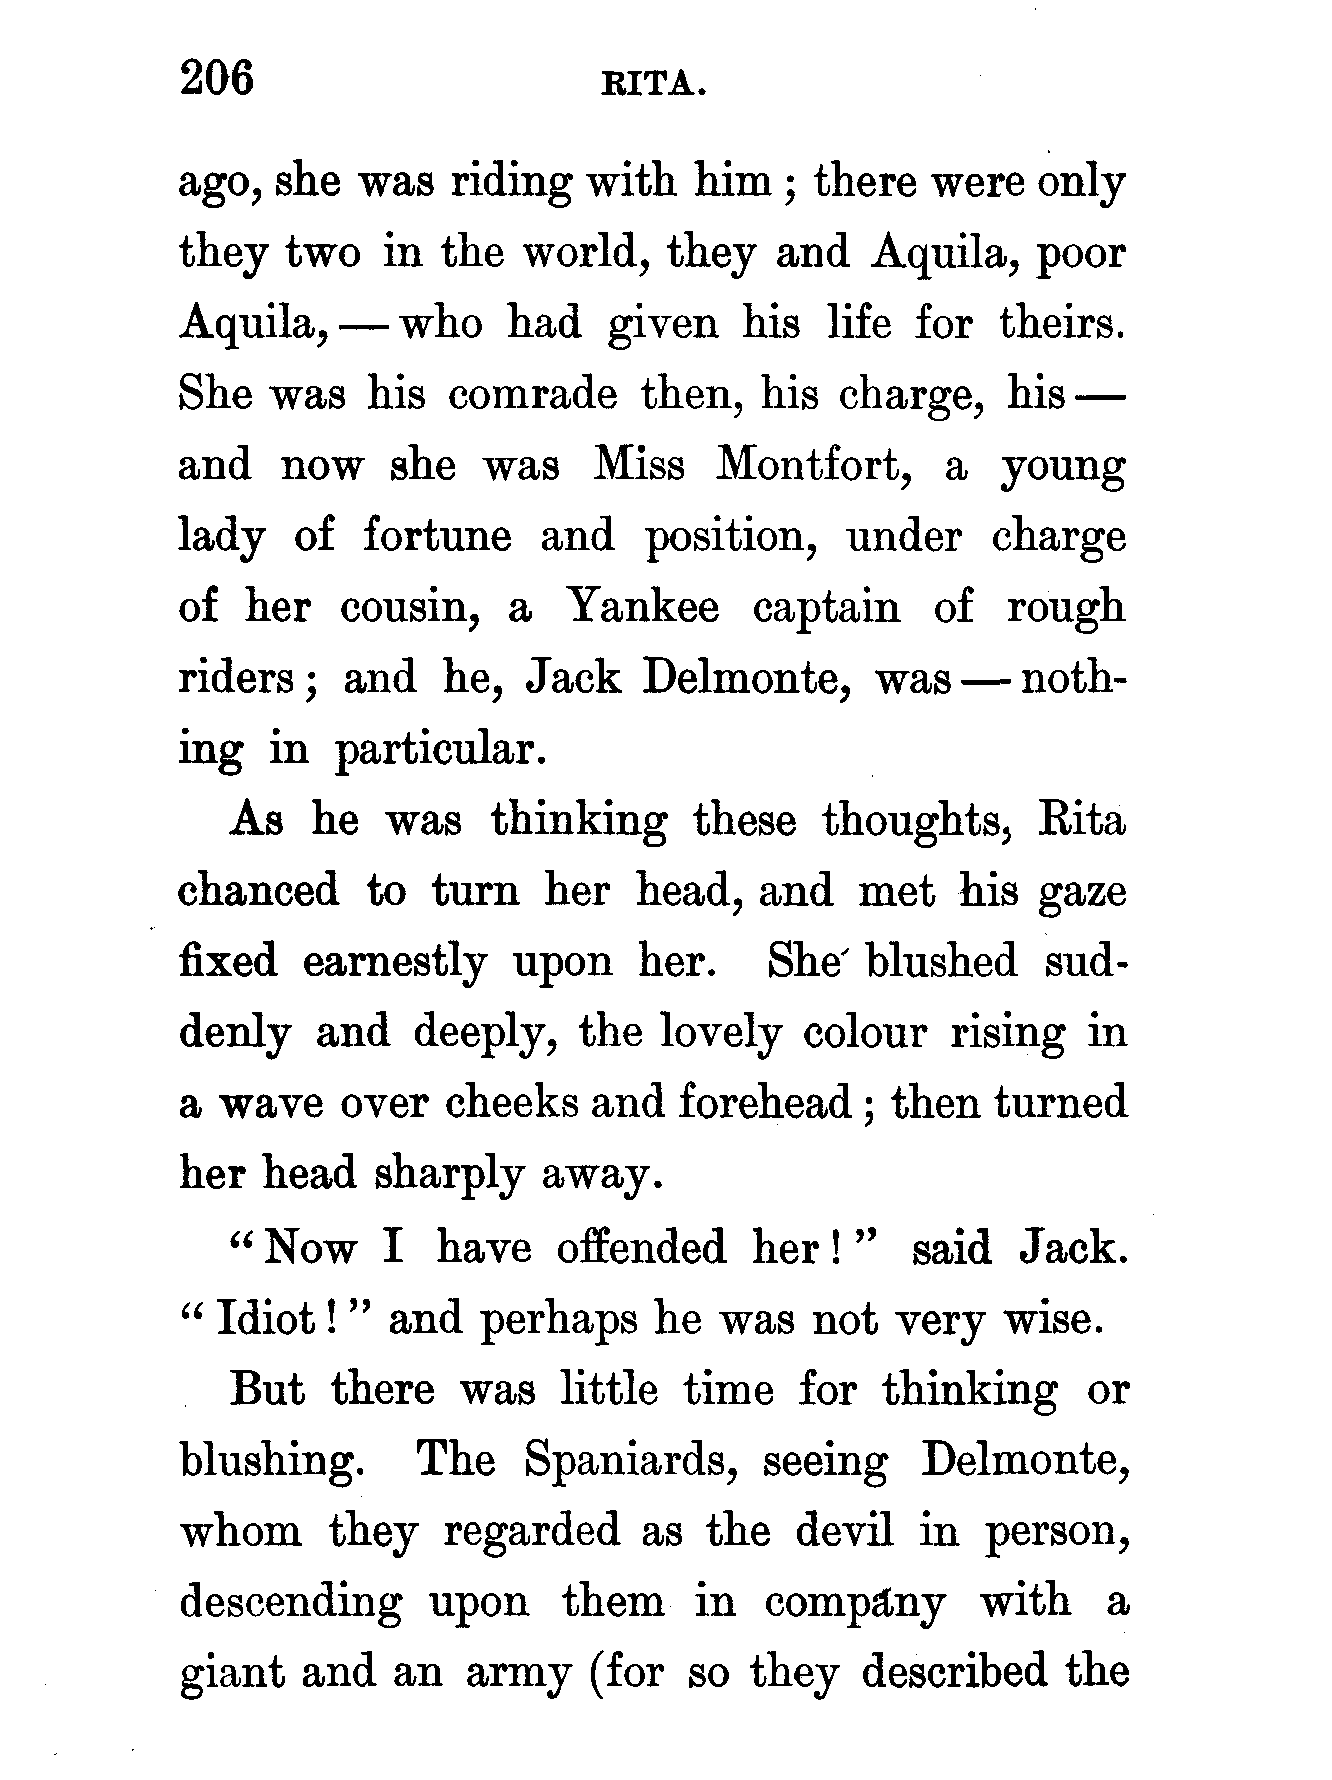 206 RITA.
ago, she was riding with him ; there were only
they two in the world, they and Aquila, poor
Aquila, — who had given his life for theirs.
She was his comrade then, his charge, his —
and now she was Miss Montfort, a young
lady of fortune and position, under charge
of her cousin, a Yankee captain of rough
riders ; and he, Jack Delmonte, was — noth-
ing in particular.
As he was thinking these thoughts, Rita
chanced to turn her head, and met his gaze
fixed earnestly upon her. She blushed sud-
denly and deeply, the lovely colour rising in
a wave over cheeks and forehead ; then turned
her head sharply away.
“ Now I have offended her ! ” said Jack.
“ Idiot ! ” and perhaps he was not very wise.
But there was little time for thinking or
blushing. The Spaniards, seeing Delmonte,
whom they regarded as the devil in person,
descending upon them in company with a
giant and an army (for so they described the